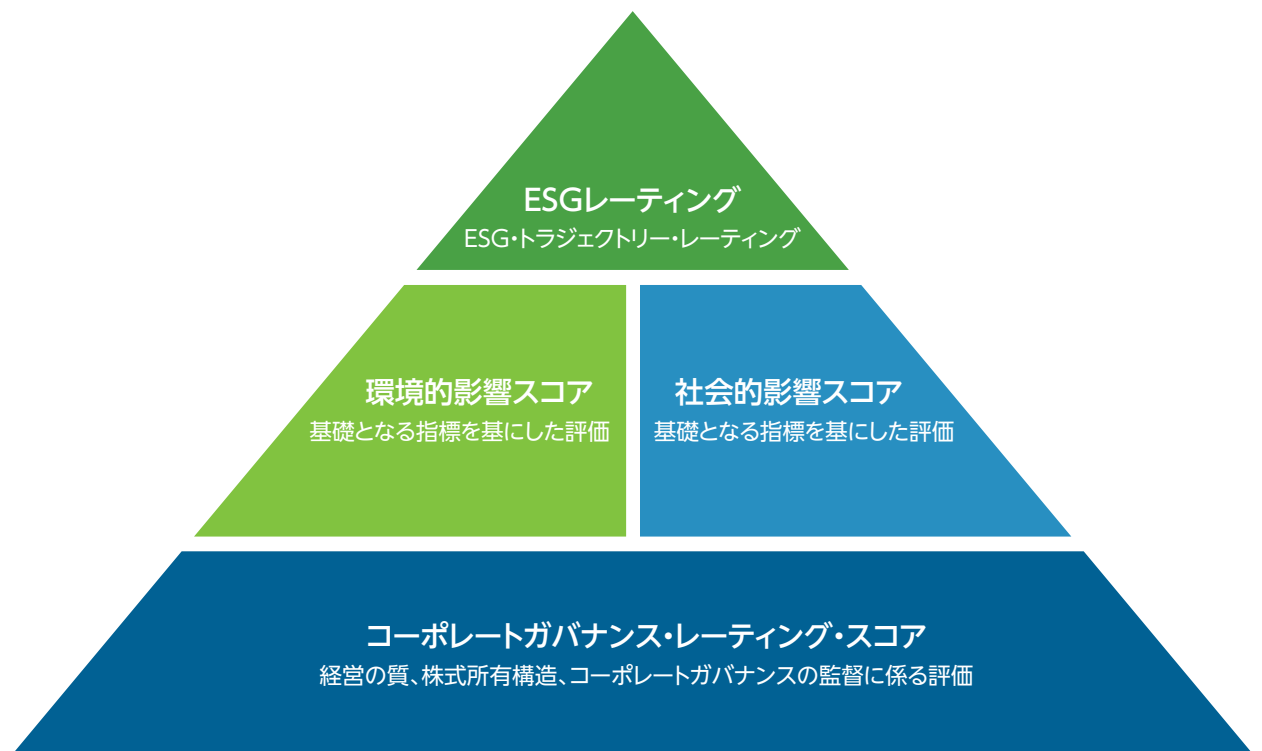 ESGレーティング
ESG・トラジェクトリー・レーティング
環境的影響スコア
基礎となる指標を基にした評価
社会的影響スコア
基礎となる指標を基にした評価
コーポレートガバナンス・レーティング・スコア
経営の質、株式所有構造、コーポレートガバナンスの監督に係る評価